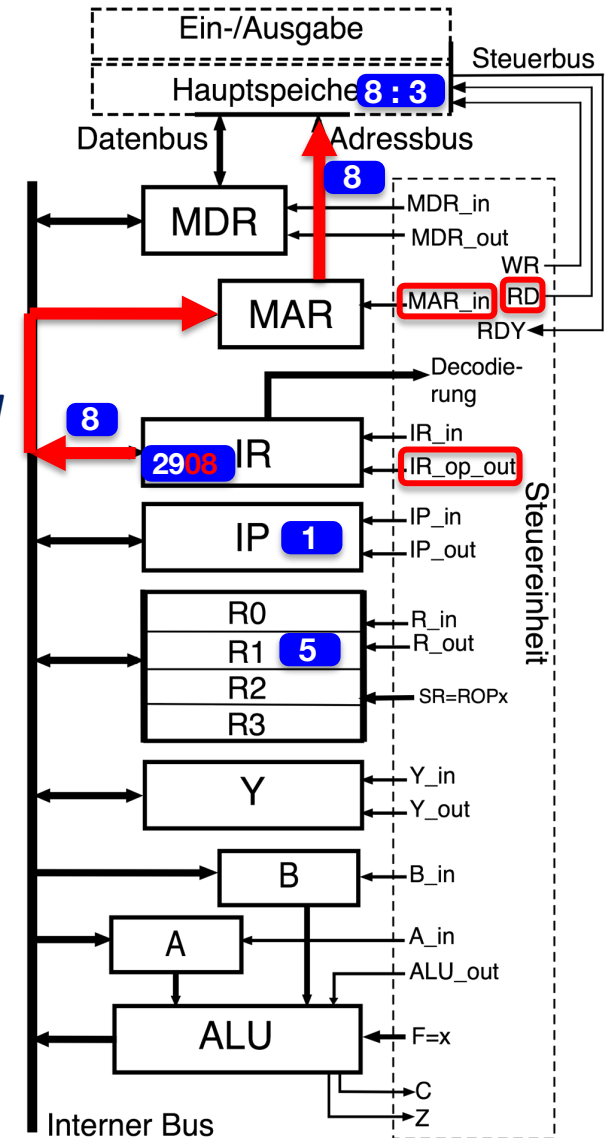 Ein-/Ausgabe
Steuerbus
Hauptspeiche 8 : 3
Datenbus
Adressbus
8
MDR
MDR_in
MDR_out
WR
MAR
MAR_in
RD
RDY
Decodie-
rung
8
2908
IR
IR_in
IR_op_out
Steuereinheit
IP
1
IP_in
IP_out
R0
R1
5
R2
R3
R_in
R_out
SR=ROPx
Y
Y_in
Y_out
B
B_in
A
A_in
ALU_out
ALU
F=x
C
Z
Interner Bus